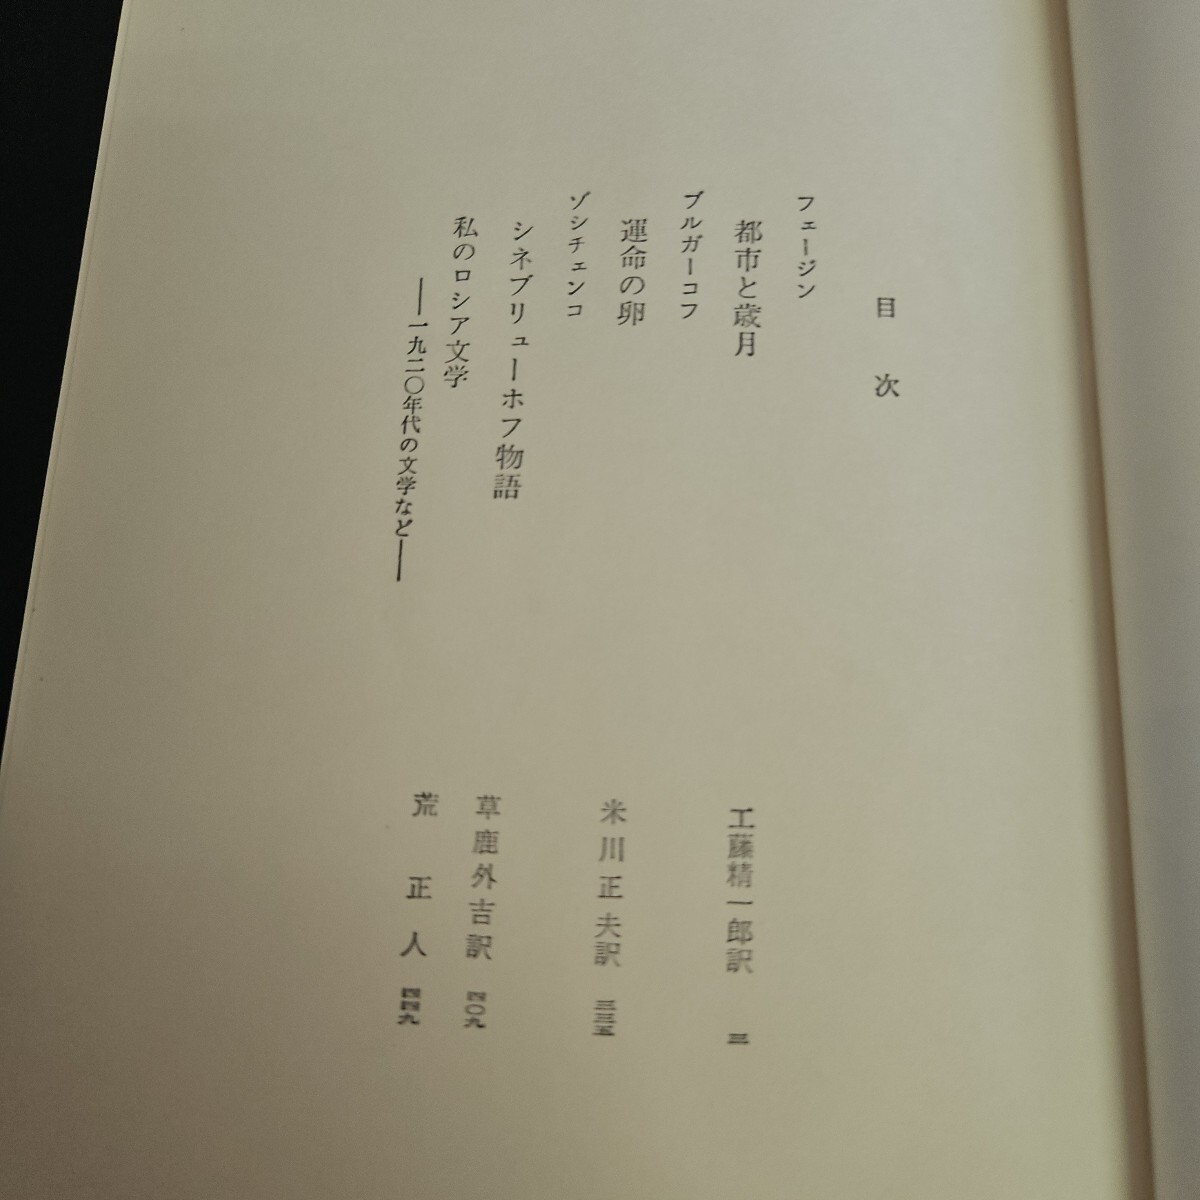 目次
フェージン
都市と歳月 工藤精一郎訳 三
ブルガーコフ
運命の卵 米川正夫訳 三三五
ゾシチェンコ
シネブリューホフ物語 草鹿外吉訳 四〇九
私のロシア文学 荒正人 四四九
――一九二〇年代の文学など――